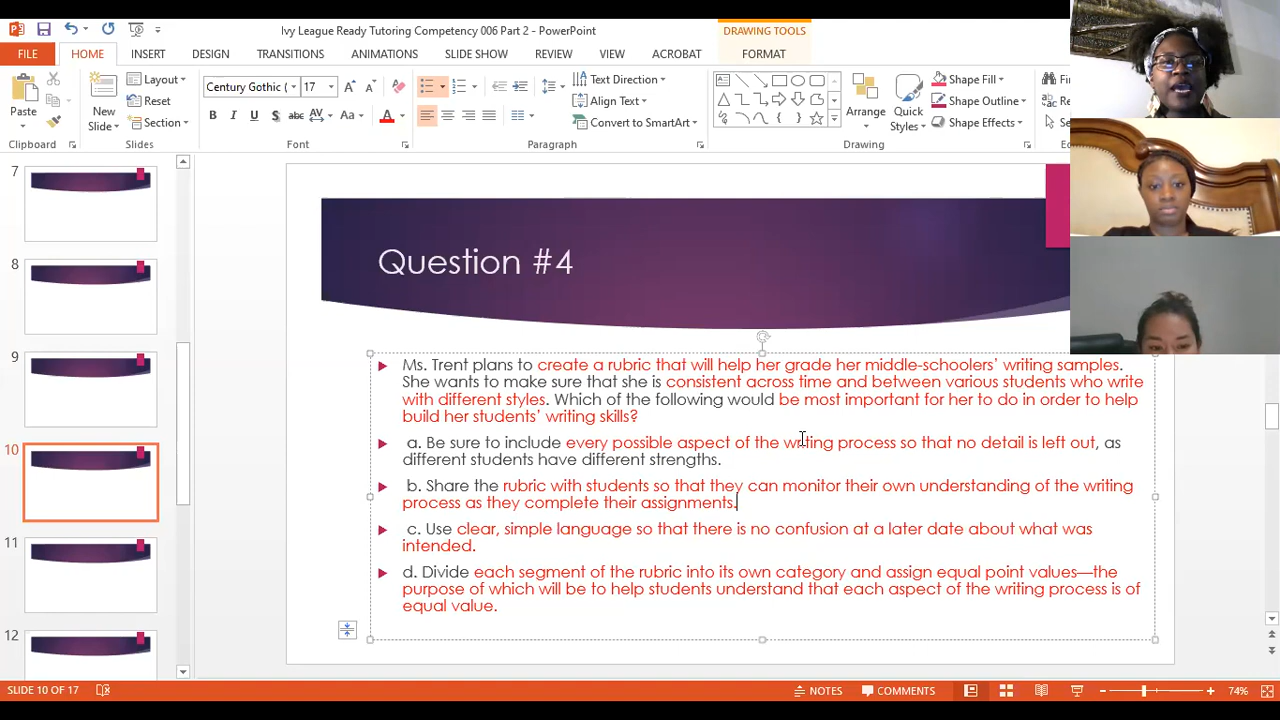 Ivy League Ready Tutoring Competency 006 Part 2 - PowerPoint
DRAWING TOOLS
FILE HOME INSERT DESIGN TRANSITIONS ANIMATIONS SLIDE SHOW REVIEW VIEW ACROBAT FORMAT
Paste
Clipboard
New Slide
Layout
Reset
Section
Slides
Century Gothic ( 17
B I U S abc AV Aa A
Font
Text Direction
Align Text
Convert to SmartArt
Paragraph
Arrange
Quick Styles
Shape Fill
Shape Outline
Shape Effects
Drawing
7
8
9
10
11
12
Question #4
Ms. Trent plans to create a rubric that will help her grade her middle-schoolers' writing samples.
She wants to make sure that she is consistent across time and between various students who write
with different styles. Which of the following would be most important for her to do in order to help
build her students' writing skills?
a. Be sure to include every possible aspect of the writing process so that no detail is left out, as
different students have different strengths.
b. Share the rubric with students so that they can monitor their own understanding of the writing
process as they complete their assignments.
c. Use clear, simple language so that there is no confusion at a later date about what was
intended.
d. Divide each segment of the rubric into its own category and assign equal point values—the
purpose of which will be to help students understand that each aspect of the writing process is of
equal value.
SLIDE 10 OF 17
NOTES
COMMENTS
74%